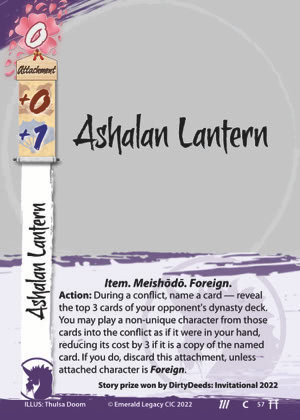 0
Attachment
+0
+1
Ashalan Lantern
Ashalan Lantern
Item. Meishōdō. Foreign.
Action: During a conflict, name a card — reveal
the top 3 cards of your opponent's dynasty deck.
You may play a non-unique character from those
cards into the conflict as if it were in your hand,
reducing its cost by 3 if it is a copy of the named
card. If you do, discard this attachment, unless
attached character is Foreign.
Story prize won by DirtyDeeds: Invitational 2022
ILLUS: Thulsa Doom © Emerald Legacy CIC 2022 C 57